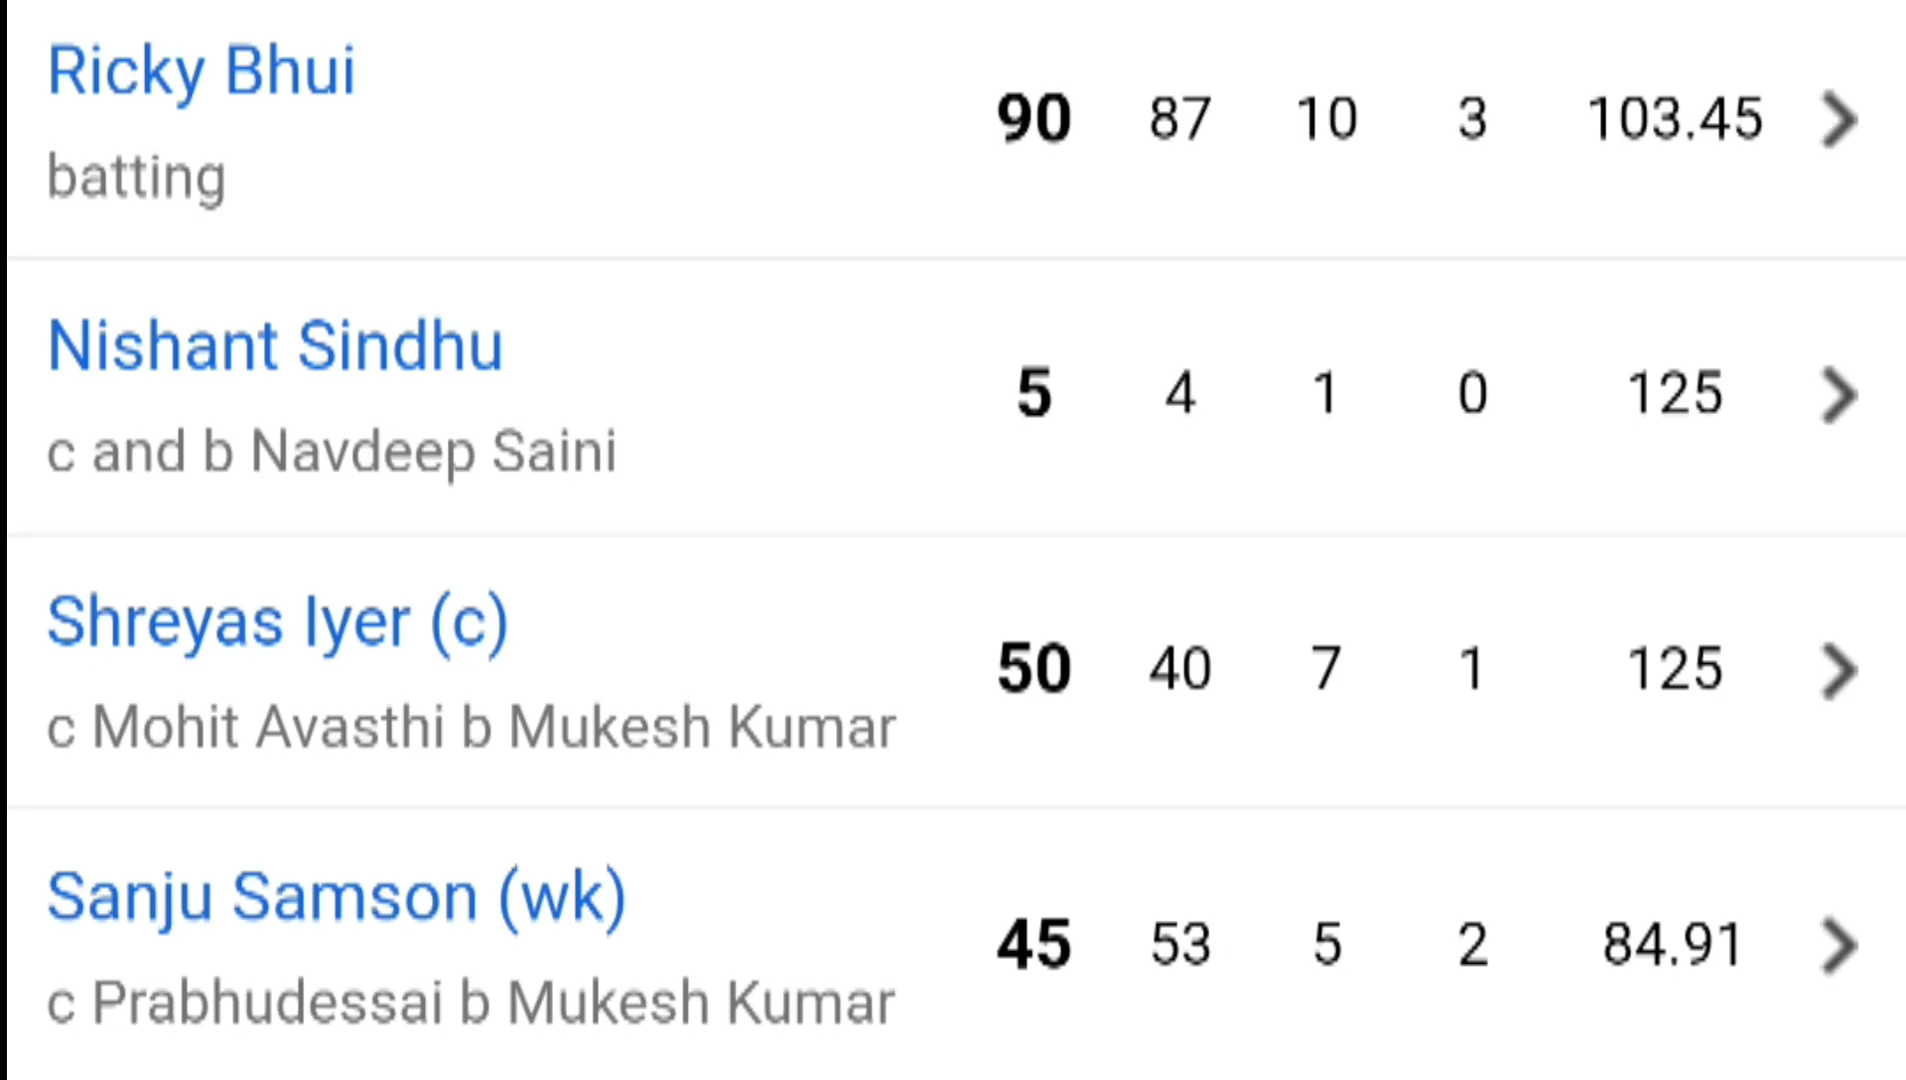 Ricky Bhui 90 87 10 3 103.45
batting
Nishant Sindhu 5 4 1 0 125
c and b Navdeep Saini
Shreyas Iyer (c) 50 40 7 1 125
c Mohit Avasthi b Mukesh Kumar
Sanju Samson (wk) 45 53 5 2 84.91
c Prabhudessai b Mukesh Kumar